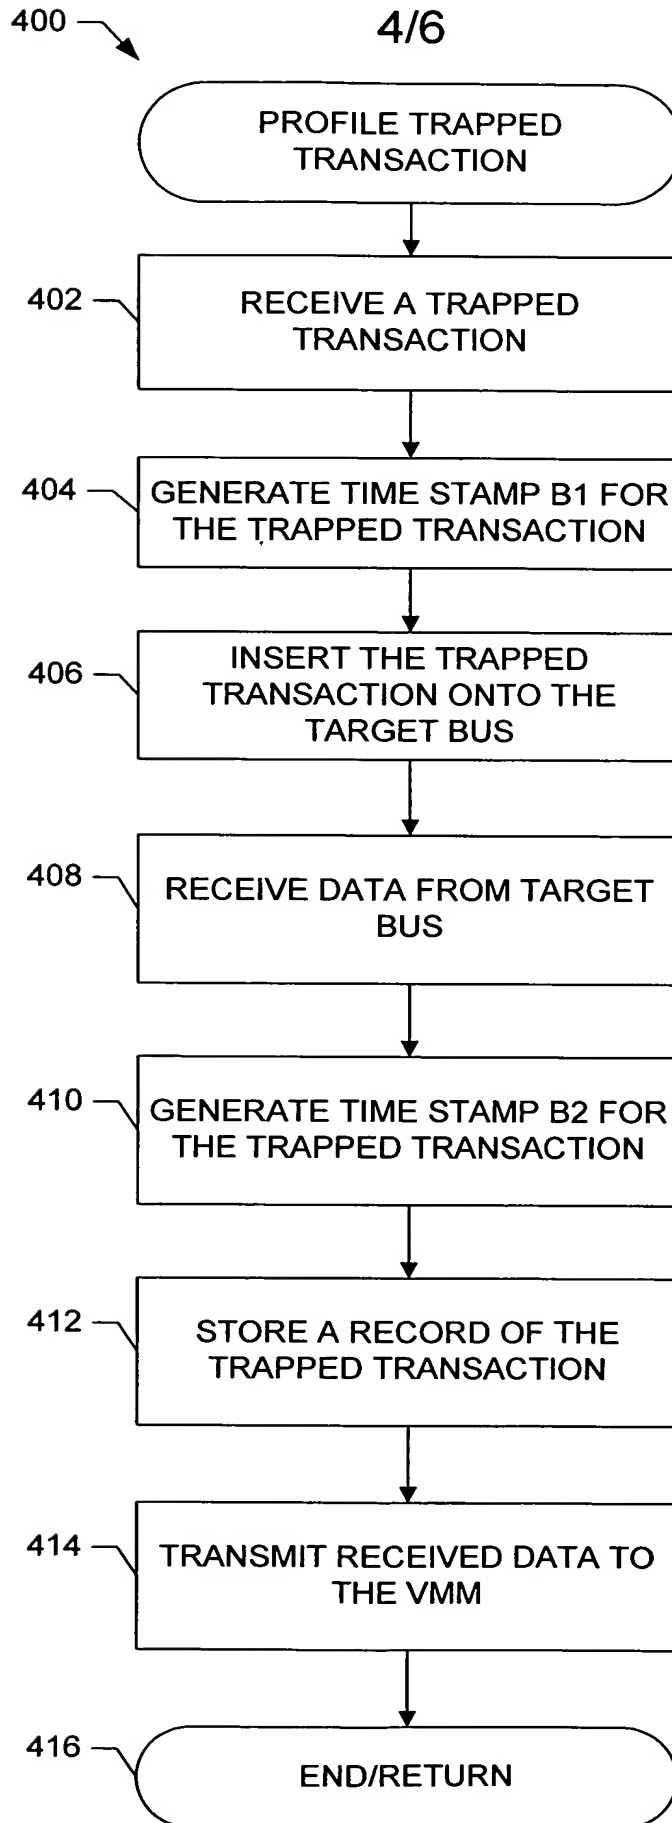 400
4/6
PROFILE TRAPPED
TRANSACTION
402
RECEIVE A TRAPPED
TRANSACTION
404
GENERATE TIME STAMP B1 FOR
THE TRAPPED TRANSACTION
406
INSERT THE TRAPPED
TRANSACTION ONTO THE
TARGET BUS
408
RECEIVE DATA FROM TARGET
BUS
410
GENERATE TIME STAMP B2 FOR
THE TRAPPED TRANSACTION
412
STORE A RECORD OF THE
TRAPPED TRANSACTION
414
TRANSMIT RECEIVED DATA TO
THE VMM
416
END/RETURN